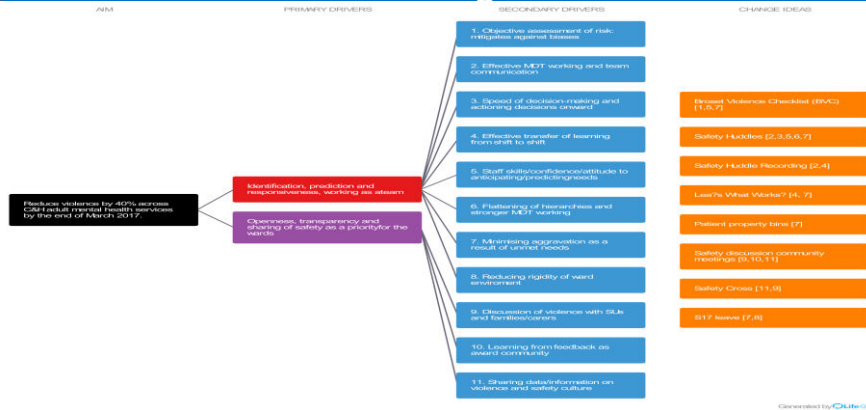 AIM
PRIMARY DRIVERS
SECONDARY DRIVERS
CHANGE IDEAS
Reduce violence by 40% across
C&H adult mental health services
by the end of March 2017.
Identification, prediction and
responsiveness, working as ateam
Openness, transparency and
sharing of safety as a priorityfor the
wards
1. Objective assessment of risk:
mitigates against biases
2. Effective MDT working and team
communication
3. Speed of decision-making and
actioning decisions onward
4. Effective transfer of learning
from shift to shift
5. Staff skills/confidence/attitude to
anticipating/predictingneeds
6. Flattening of hierarchies and
stronger MDT working
7. Minimising aggravation as a
result of unmet needs
8. Reducing rigidity of ward
enviroment
9. Discussion of violence with SUs
and families/carers
10. Learning from feedback as
award community
11. Sharing data/information on
violence and safety culture
Broset Violence Checklist (BVC)
[1,5,7]
Safety Huddles [2,3,5,6,7]
Safety Huddle Recording [2,4]
What Works? [4, 7]
Patient property bins [7]
Safety discussion community
meetings [9,10,11]
Safety Cross [11,9]
S17 leave [7,8]
Generated by Life